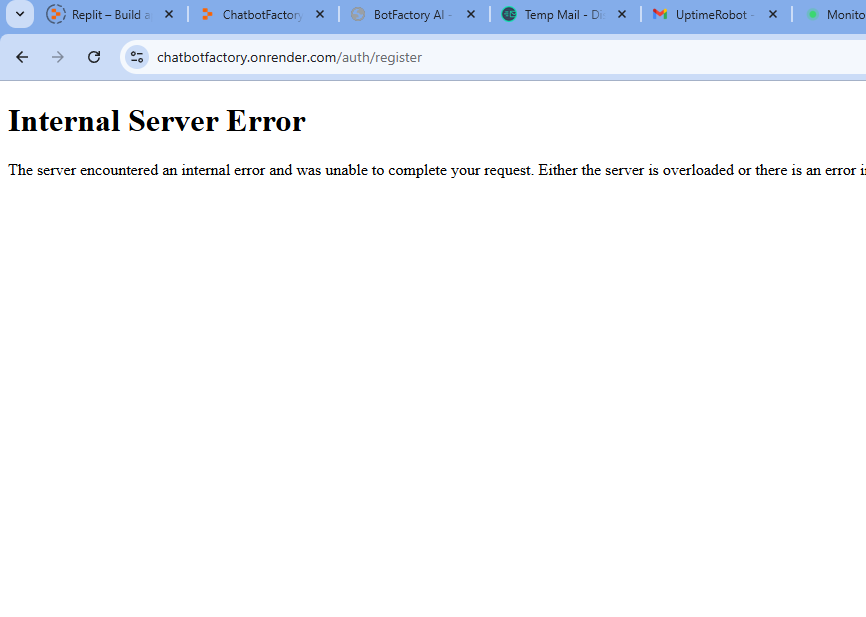 Replit – Build a
ChatbotFactory
BotFactory AI -
Temp Mail - Di
UptimeRobot -
Monito
chatbotfactory.onrender.com/auth/register
Internal Server Error
The server encountered an internal error and was unable to complete your request. Either the server is overloaded or there is an error i